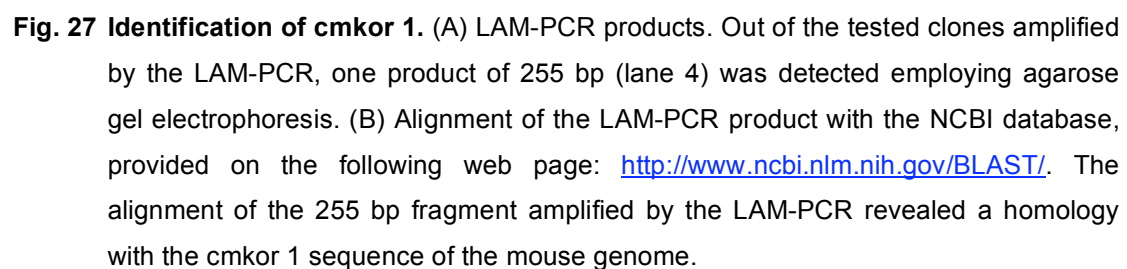 Fig. 27 Identification of cmkor 1. (A) LAM-PCR products. Out of the tested clones amplified
by the LAM-PCR, one product of 255 bp (lane 4) was detected employing agarose
gel electrophoresis. (B) Alignment of the LAM-PCR product with the NCBI database,
provided on the following web page: http://www.ncbi.nlm.nih.gov/BLAST/. The
alignment of the 255 bp fragment amplified by the LAM-PCR revealed a homology
with the cmkor 1 sequence of the mouse genome.